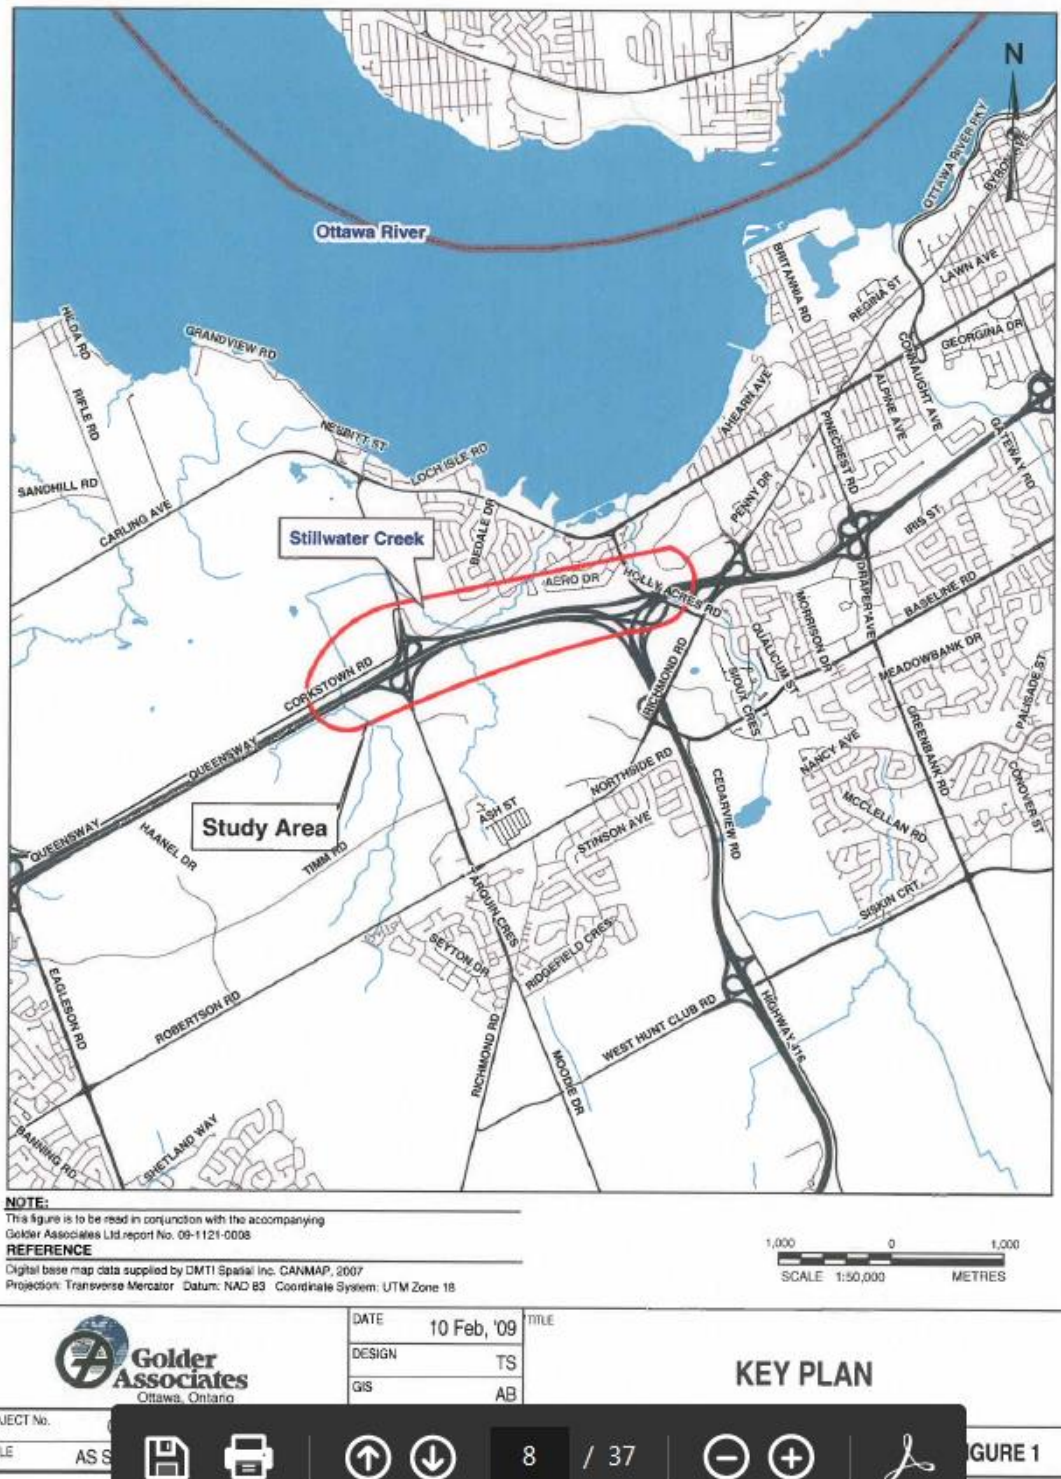 N
OTTAWA RIVER PKY
BYRON AVE
Ottawa River
BRITANNIA RD
LAWN AVE
REGINA ST
HILDA RD
GRANDVIEW RD
CONNAUGHT AVE
GEORGINA DR
RIFLE RD
AHEARN AVE
ALPINE AVE
NESBITT ST
PINECREST RD
GATEWAY RD
LOCH ISLE RD
SANDHILL RD
PENNY DR
CARLING AVE
BEDALE DR
IRIS ST
Stillwater Creek
AERO DR
HOLLY ACRES RD
DRAPER AVE
BASELINE RD
MORRISON DR
QUALICUM ST
MEADOWBANK DR
CORKSTOWN RD
RICHMOND RD
SIOUX CRES
PALISADE ST
GREENBANK RD
QUEENSWAY
NANCY AVE
NORTHSIDE RD
CONOVER ST
CEDARVIEW RD
ASH ST
MCCLELLAN RD
Study Area
STINSON AVE
QUEENSWAY
HAANEL DR
TIMM RD
TARQUIN CRES
SISKIN CRT
SEYTON DR
RIDGEFIELD CRES
EAGLESON RD
ROBERTSON RD
WEST HUNT CLUB RD
HIGHWAY 416
RICHMOND RD
MOODIE DR
BANNING RD
SHETLAND WAY
NOTE:
This figure is to be read in conjunction with the accompanying
Golder Associates Ltd.report No. 09-1121-0008
REFERENCE
Digital base map data supplied by DMTI Spatial Inc. CANMAP, 2007
Projection: Transverse Mercator Datum: NAD 83 Coordinate System: UTM Zone 18
1,000 0 1,000
SCALE 1:50,000 METRES
Golder
Associates
Ottawa, Ontario
DATE 10 Feb, '09
TITLE
DESIGN TS
GIS AB
KEY PLAN
JECT No.
LE AS S
IGURE 1
8 / 37